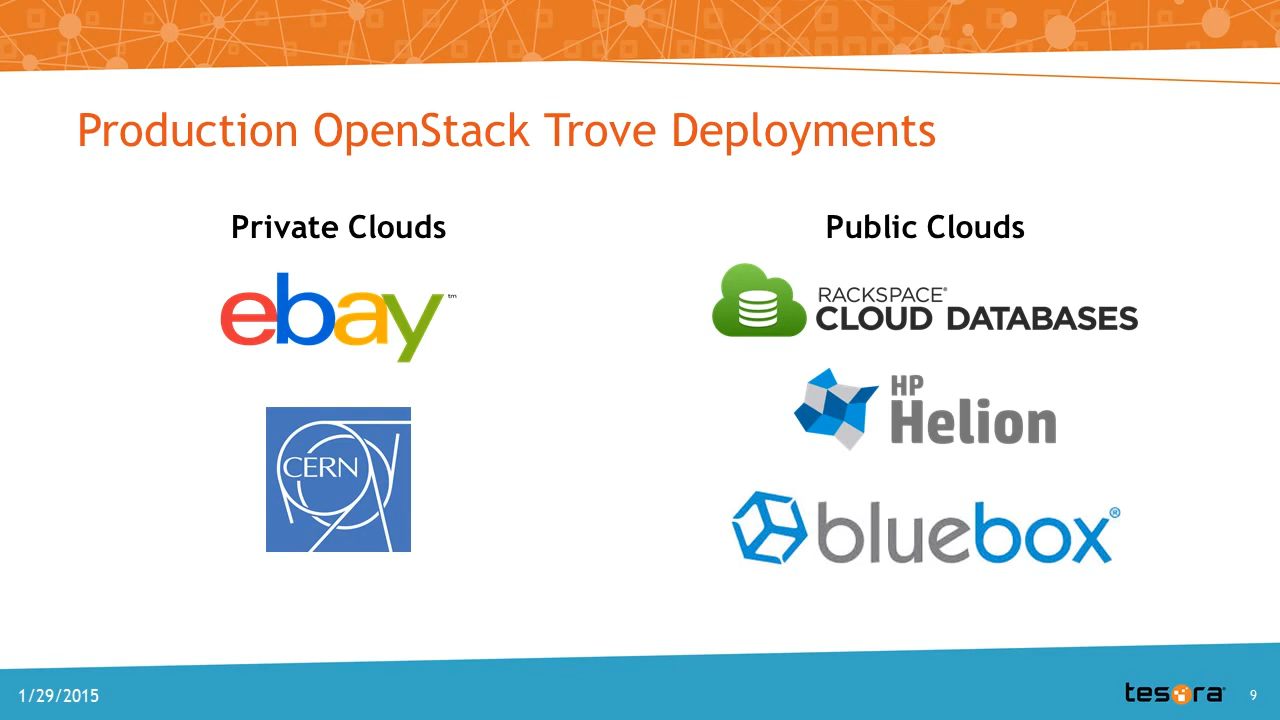 Production OpenStack Trove Deployments
Private Clouds
ebay™
CERN
Public Clouds
RACKSPACE®
CLOUD DATABASES
HP
Helion
bluebox®
1/29/2015
tesora
9